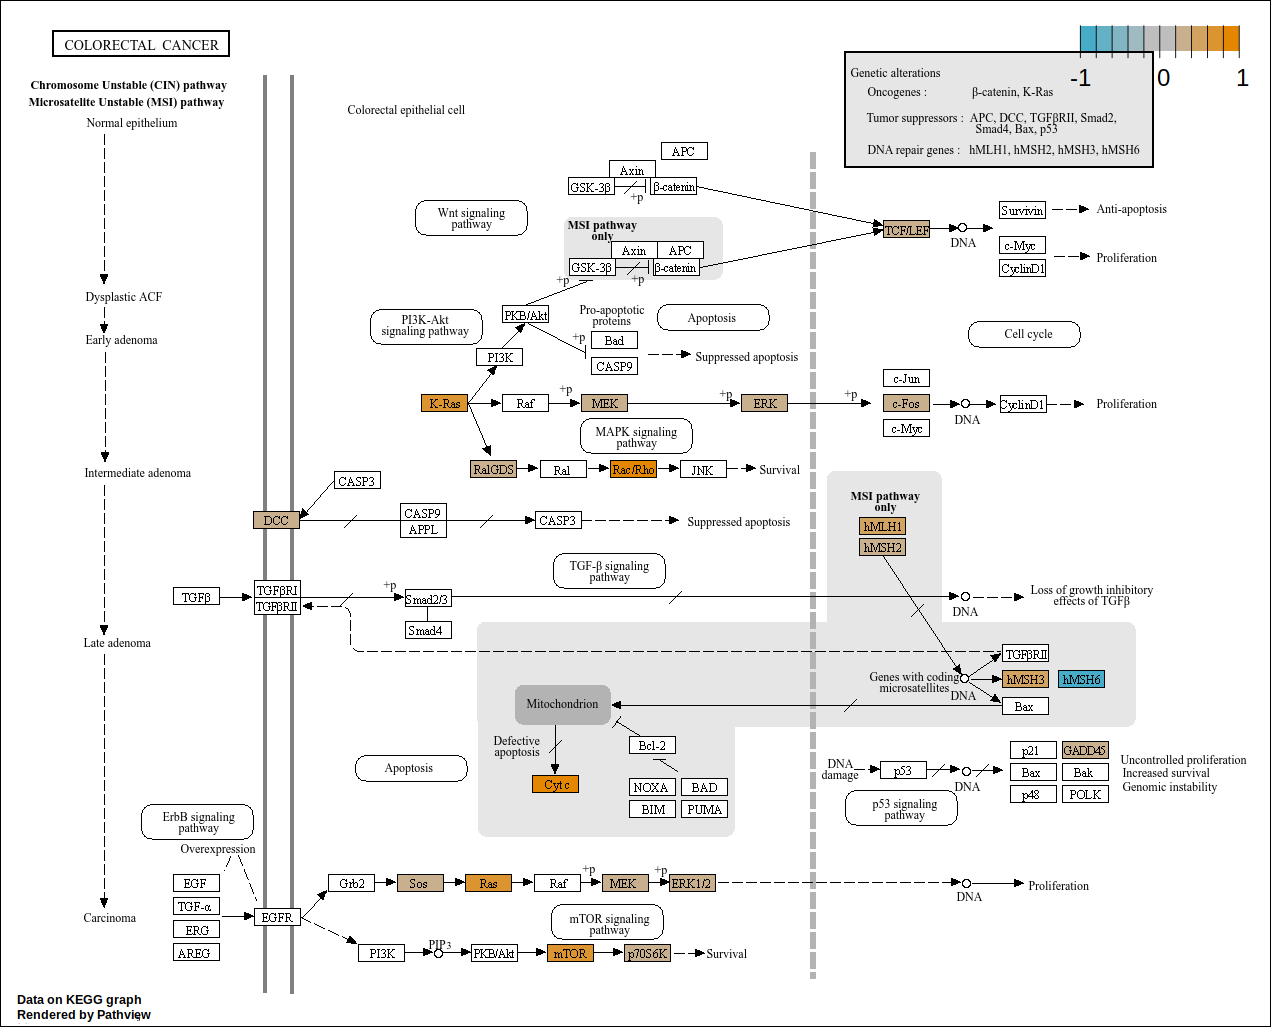 COLORECTAL CANCER
-1 0 1
Chromosome Unstable (CIN) pathway
Microsatelite Unstable (MSI) pathway
Normal epithelium
Dysplastic ACF
Early adenoma
Intermediate adenoma
Late adenoma
Carcinoma
Colorectal epithelial cell
Genetic alterations
Oncogenes : β-catenin, K-Ras
Tumor suppressors : APC, DCC, TGFβRII, Smad2,
Smad4, Bax, p53
DNA repair genes : hMLH1, hMSH2, hMSH3, hMSH6
APC
Axin
GSK-3β
β-catenin
+p
Wnt signaling
pathway
MSI pathway
only
Axin
APC
GSK-3β
β-catenin
+p
+p
TCF/LEF
DNA
Survivin
Anti-apoptosis
c-Myc
CyclinD1
Proliferation
PI3K-Akt
signaling pathway
PKB/Akt
PI3K
Pro-apoptotic
proteins
+p
Bad
CASP9
Apoptosis
Suppressed apoptosis
Cell cycle
K-Ras
Raf
+p
MEK
+p
ERK
+p
c-Jun
c-Fos
c-Myc
DNA
CyclinD1
Proliferation
MAPK signaling
pathway
RalGDS
Ral
Rac/Rho
JNK
Survival
CASP3
DCC
CASP9
APPL
CASP3
Suppressed apoptosis
MSI pathway
only
hMLH1
hMSH2
TGF-β signaling
pathway
TGFβ
TGFβRI
TGFβRII
+p
Smad2/3
Smad4
DNA
Loss of growth inhibitory
effects of TGFβ
Genes with coding
microsatellites
DNA
TGFβRII
hMSH3
hMSH6
Bax
Mitochondrion
Defective
apoptosis
Cyt c
Bcl-2
NOXA
BAD
BIM
PUMA
Apoptosis
DNA
damage
p53
DNA
p21
GADD45
Bax
Bak
p48
POLK
Uncontrolled proliferation
Increased survival
Genomic instability
p53 signaling
pathway
ErbB signaling
pathway
Overexpression
EGF
TGF-α
ERG
AREG
EGFR
Grb2
Sos
Ras
Raf
+p
MEK
+p
ERK1/2
DNA
Proliferation
mTOR signaling
pathway
PI3K
PIP3
PKB/Akt
mTOR
p70S6K
Survival
Data on KEGG graph
Rendered by Pathview